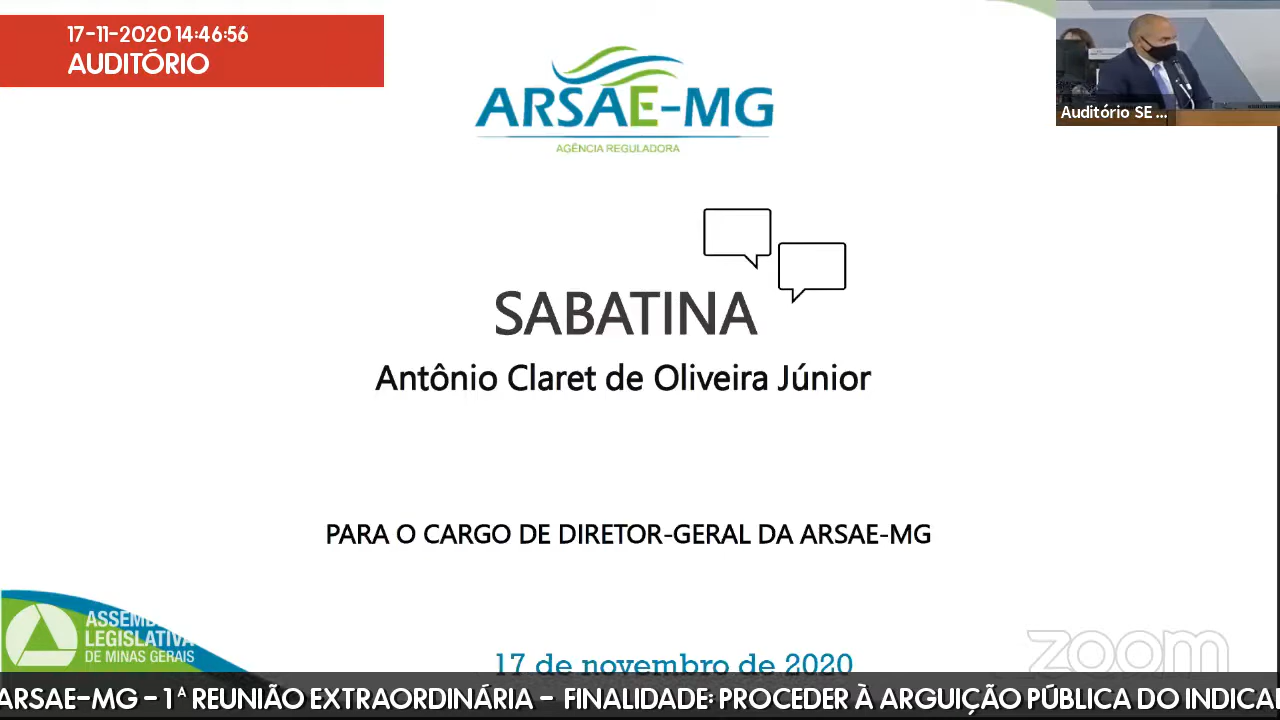 17-11-2020 14:46:56
AUDITÓRIO
Auditório SE ...
ARSAE-MG
AGÊNCIA REGULADORA
SABATINA
Antônio Claret de Oliveira Júnior
PARA O CARGO DE DIRETOR-GERAL DA ARSAE-MG
ASSEMB
LEGISLATIVA
DE MINAS GERAIS
17 de novembro de 2020
zoom
ARSAE-MG - 1ª REUNIÃO EXTRAORDINÁRIA - FINALIDADE: PROCEDER À ARGUIÇÃO PÚBLICA DO INDICA